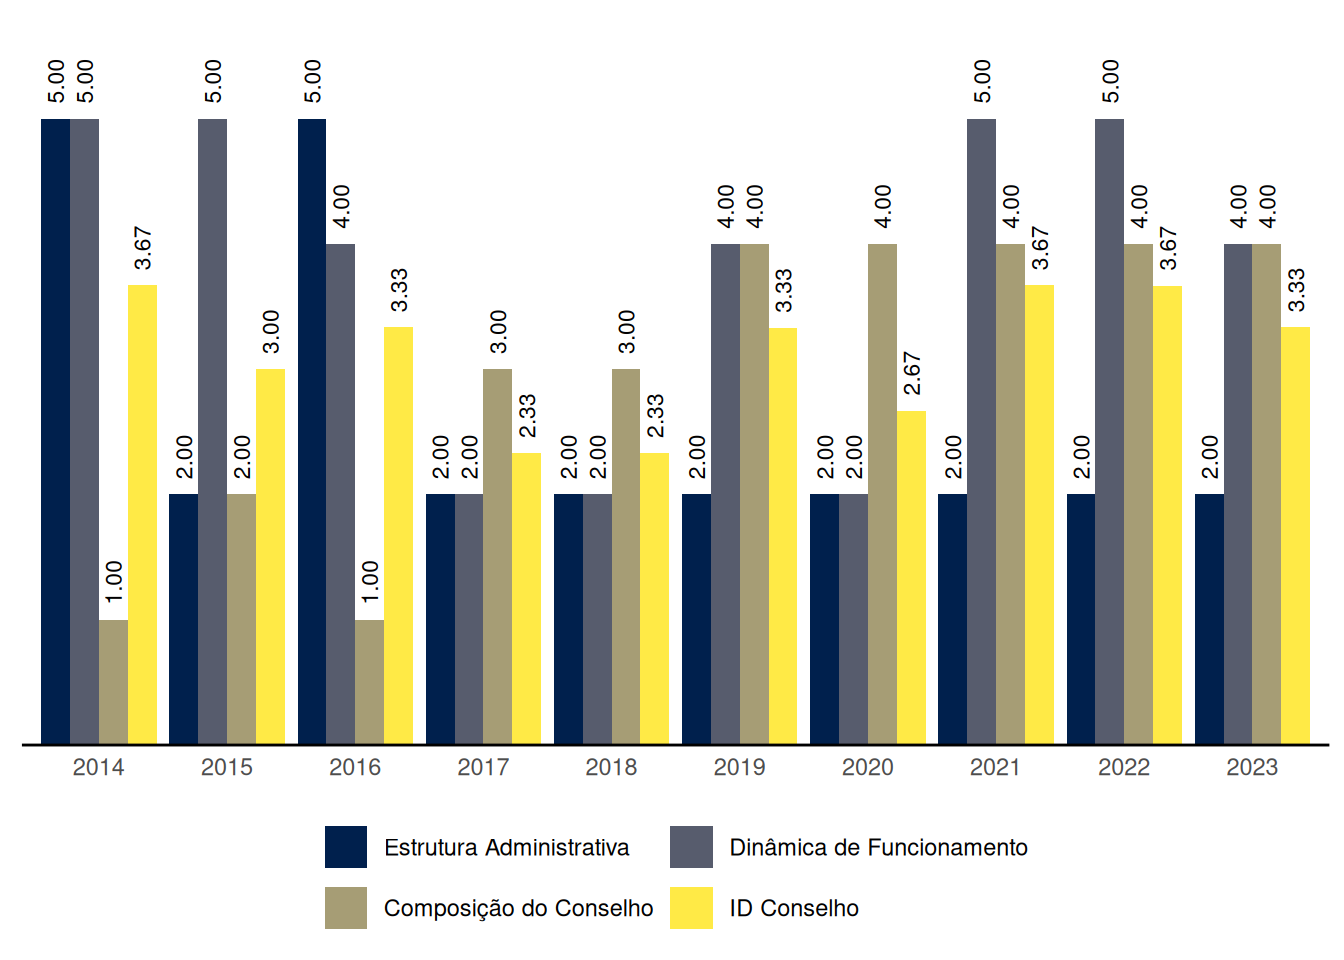 5.00 5.00 1.00 3.67 2.00 5.00 2.00 3.00 5.00 4.00 1.00 3.33 2.00 2.00 3.00 2.33 2.00 2.00 3.00 2.33 2.00 4.00 4.00 3.33 2.00 2.00 4.00 2.67 2.00 5.00 4.00 3.67 2.00 5.00 4.00 3.67 2.00 4.00 4.00 3.33
2014 2015 2016 2017 2018 2019 2020 2021 2022 2023
Estrutura Administrativa Dinâmica de Funcionamento
Composição do Conselho ID Conselho